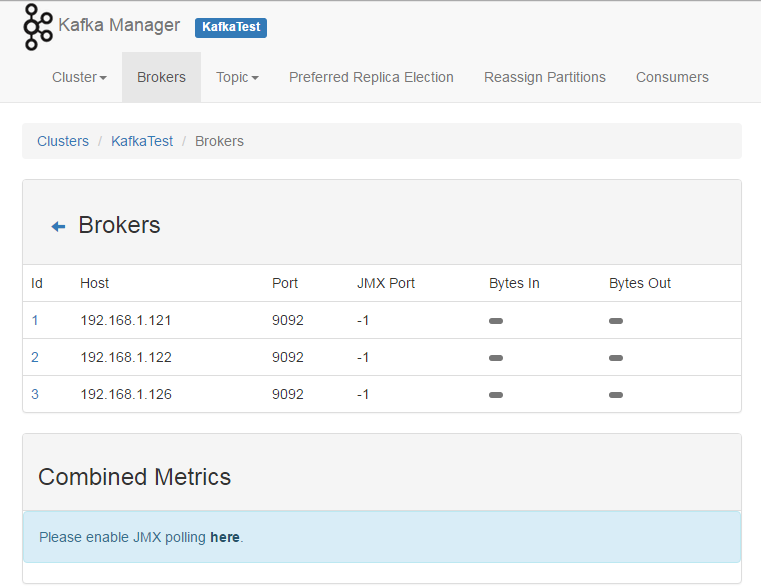 Kafka Manager KafkaTest
Cluster Brokers Topic Preferred Replica Election Reassign Partitions Consumers
Clusters / KafkaTest / Brokers
Brokers
Id Host Port JMX Port Bytes In Bytes Out
1 192.168.1.121 9092 -1
2 192.168.1.122 9092 -1
3 192.168.1.126 9092 -1
Combined Metrics
Please enable JMX polling here.